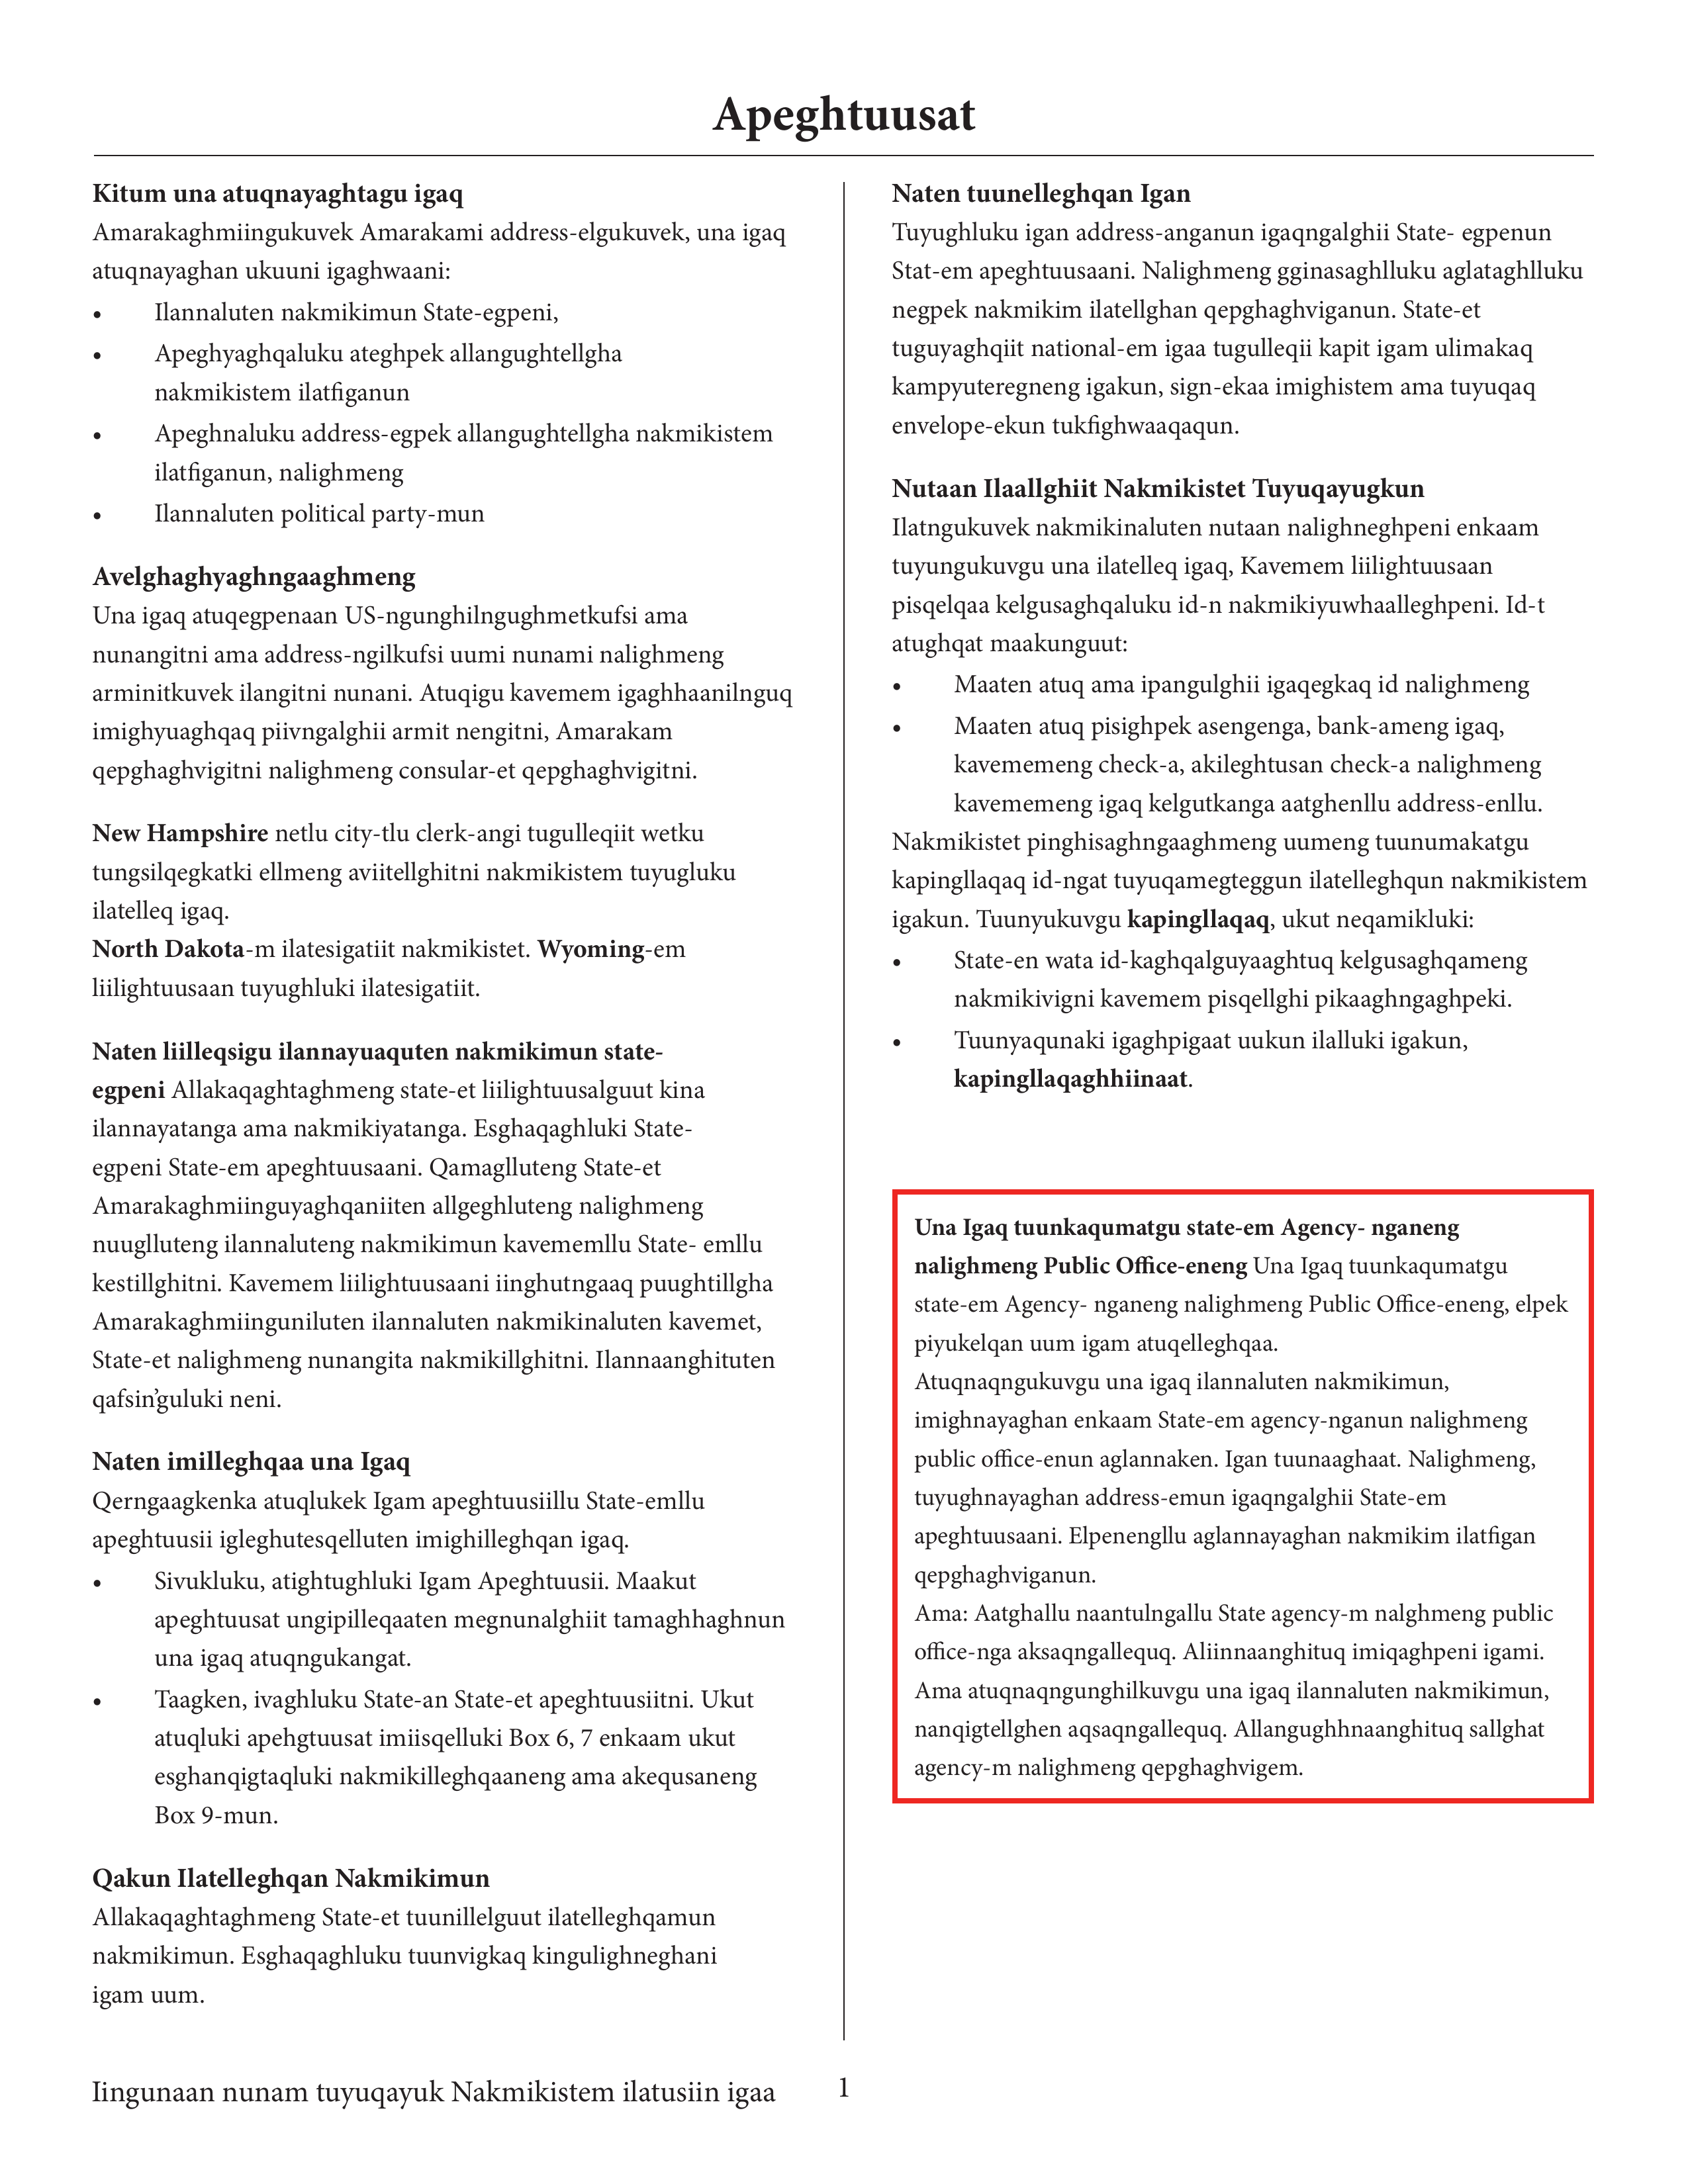 Apeghtuusat
Kitum una atuqnayaghtagu igaq
Amarakaghmiingukuvek Amarakami address-elgukuvek, una igaq
atuqnayaghan ukuuni igaghwaani:
• Ilannaluten nakmikimun State-egpeni,
• Apeghyaghqaluku ateghpek allangughtellgha
nakmikistem ilatfiganun
• Apeghnaluku address-egpek allangughtellgha nakmikistem
ilatfiganun, nalighmeng
• Ilannaluten political party-mun
Avelghaghyaghngaaghmeng
Una igaq atuqegpenaan US-ngunghilngughmetkufsi ama
nunangitni ama address-ngilkufsi uumi nunami nalighmeng
arminitkuvek ilangitni nunani. Atuqigu kavemem igaghhaanilnguq
imighyuaghqaq piivngalghii armit nengitni, Amarakam
qepghaghvigitni nalighmeng consular-et qepghaghvigitni.
New Hampshire netlu city-tlu clerk-angi tugulleqiit wetku
tungsilqegkatki ellmeng aviitellghitni nakmikistem tuyugluku
ilatelleq igaq.
North Dakota-m ilatesigatiit nakmikistet. Wyoming-em
liilightuusaan tuyughluki ilatesigatiit.
Naten liilleqsigu ilannayuaquten nakmikimun state-
egpeni Allakaqaghtaghmeng state-et liilightuusalguut kina
ilannayatanga ama nakmikiyatanga. Esghaqaghluki State-
egpeni State-em apeghtuusaani. Qamaglluteng State-et
Amarakaghmiinguyaghqaniiten allgeghluteng nalighmeng
nuuglluteng ilannaluteng nakmikimun kavememllu State- emllu
kestillghitni. Kavemem liilightuusaani iinghutngaaq puughtillgha
Amarakaghmiinguniluten ilannaluten nakmikinaluten kavemet,
State-et nalighmeng nunangita nakmikillghitni. Ilannaanghituten
qafsin’guluki neni.
Naten imilleghqaa una Igaq
Qerngaagkenka atuqlukek Igam apeghtuusiillu State-emllu
apeghtuusii igleghutesqelluten imighilleghqan igaq.
• Sivukluku, atightughluki Igam Apeghtuusii. Maakut
apeghtuusat ungipilleqaaten megnunalghiit tamaghhaghnun
una igaq atuqngukangat.
• Taagken, ivaghluku State-an State-et apeghtuusiitni. Ukut
atuqluki apehgtuusat imiisqelluki Box 6, 7 enkaam ukut
esghanqigtaqluki nakmikilleghqaaneng ama akequsaneng
Box 9-mun.
Qakun Ilatelleghqan Nakmikimun
Allakaqaghtaghmeng State-et tuunillelguut ilatelleghqamun
nakmikimun. Esghaqaghluku tuunvigkaq kingulighneghani
igam uum.
Naten tuunelleghqan Igan
Tuyughluku igan address-anganun igaqngalghii State- egpenun
Stat-em apeghtuusaani. Nalighmeng gginasaghlluku aglataghlluku
negpek nakmikim ilatellghan qepghaghviganun. State-et
tuguyaghqiit national-em igaa tugulleqii kapit igam ulimakaq
kampyuteregneng igakun, sign-ekaa imighistem ama tuyuqaq
envelope-ekun tukfighwaaqaqun.
Nutaan Ilaallghiit Nakmikistet Tuyuqayugkun
Ilatngukuvek nakmikinaluten nutaan nalighneghpeni enkaam
tuyungukuvgu una ilatelleq igaq, Kavemem liilightuusaan
pisqelqaa kelgusaghqaluku id-n nakmikiyuwhaalleghpeni. Id-t
atughqat maakunguut:
• Maaten atuq ama ipangulghii igaqegkaq id nalighmeng
• Maaten atuq pisighpek asengenga, bank-ameng igaq,
kavememeng check-a, akileghtusan check-a nalighmeng
kavememeng igaq kelgutkanga aatghenllu address-enllu.
Nakmikistet pinghisaghngaaghmeng uumeng tuunumakatgu
kapingllaqaq id-ngat tuyuqamegteggun ilatelleghqun nakmikistem
igakun. Tuunyukuvgu kapingllaqaq, ukut neqamikluki:
• State-en wata id-kaghqalguyaaghtuq kelgusaghqameng
nakmikivigni kavemem pisqellghi pikaaghngaghpeki.
• Tuunyaqunaki igaghpigaat uukun ilalluki igakun,
kapingllaqaghhiinaat.
Una Igaq tuunkaqumatgu state-em Agency- nganeng
nalighmeng Public Office-eneng Una Igaq tuunkaqumatgu
state-em Agency- nganeng nalighmeng Public Office-eneng, elpek
piyukelqan uum igam atuqelleghqaa.
Atuqnaqngukuvgu una igaq ilannaluten nakmikimun,
imighnayaghan enkaam State-em agency-nganun nalighmeng
public office-enun aglannaken. Igan tuunaaghaat. Nalighmeng,
tuyughnayaghan address-emun igaqngalghii State-em
apeghtuusaani. Elpenengllu aglannayaghan nakmikim ilatfigan
qepghaghviganun.
Ama: Aatghallu naantulngallu State agency-m nalghmeng public
office-nga aksaqngallequq. Aliinnaanghituq imiqaghpeni igami.
Ama atuqnaqngunghilkuvgu una igaq ilannaluten nakmikimun,
nanqigtellghen aqsaqngallequq. Allangughhnaanghituq sallghat
agency-m nalighmeng qepghaghvigem.
Iingunaan nunam tuyuqayuk Nakmikistem ilatusiin igaa 1